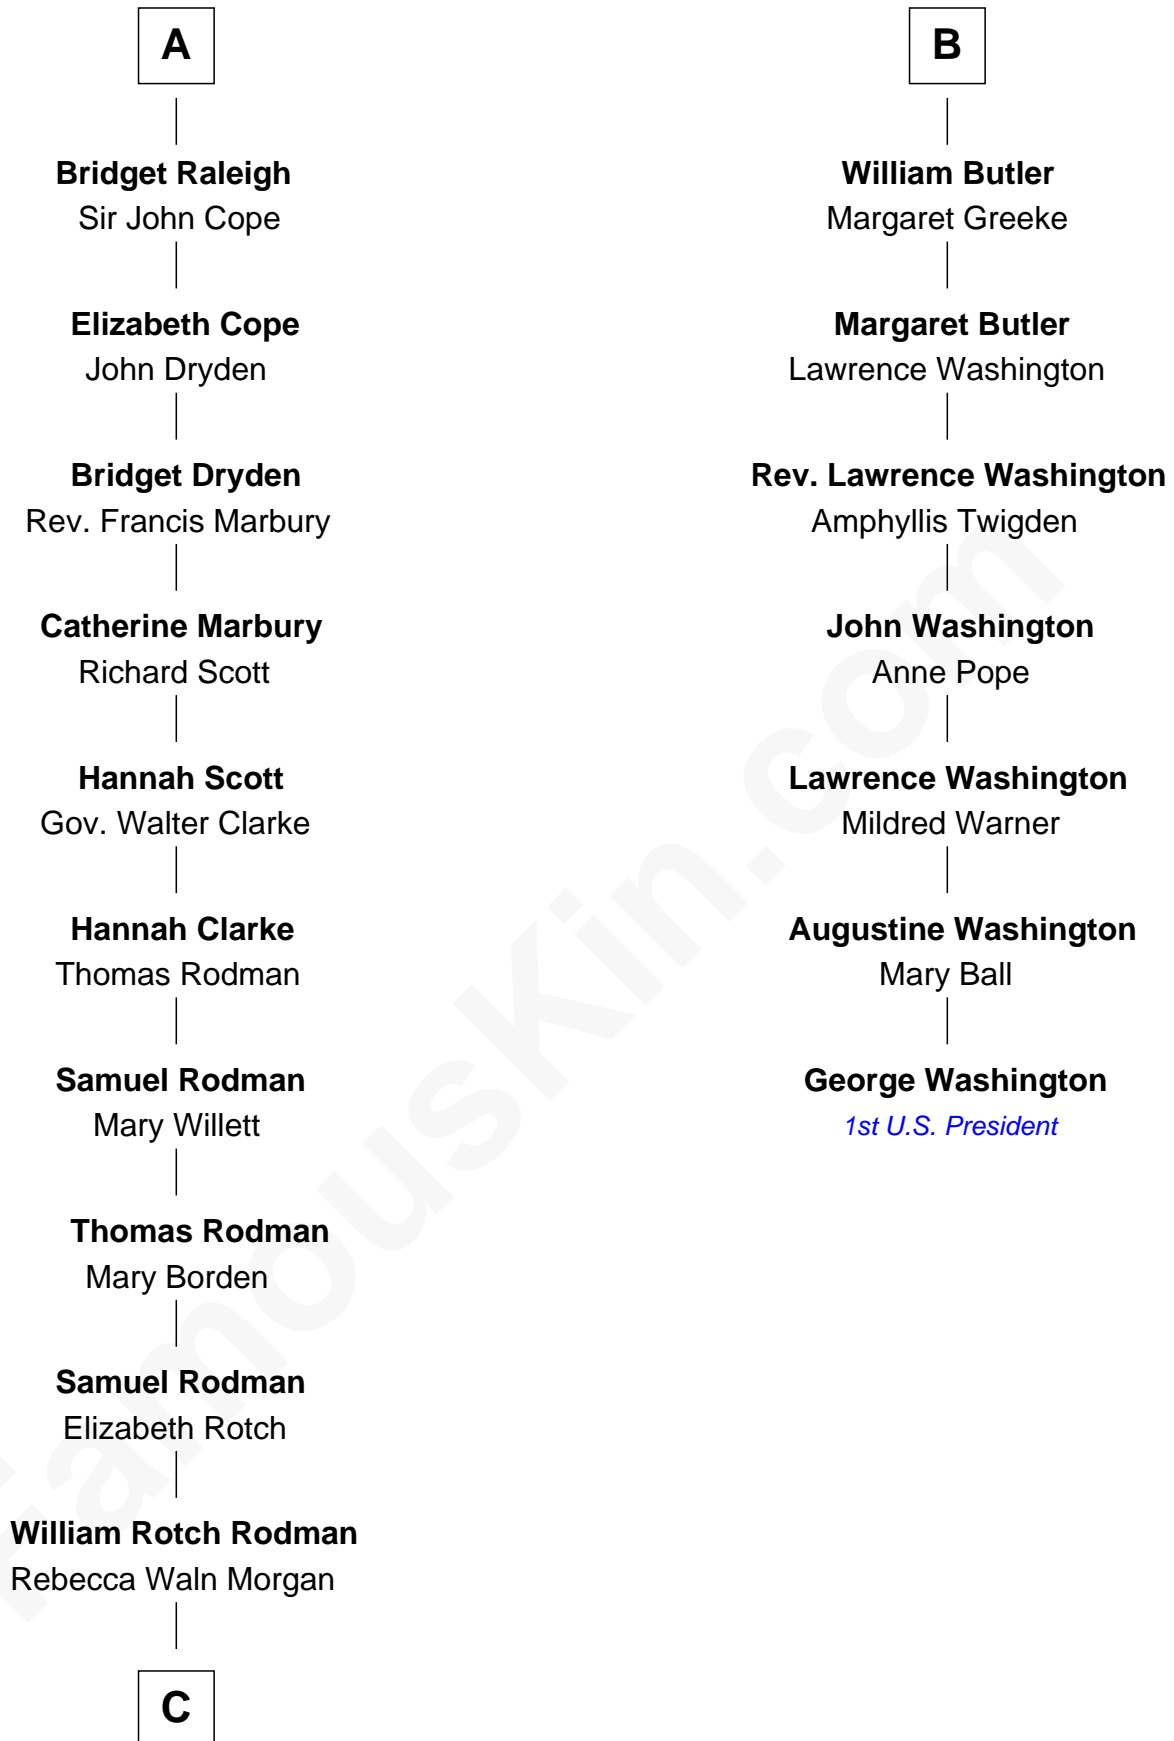 A
Bridget Raleigh
Sir John Cope
Elizabeth Cope
John Dryden
Bridget Dryden
Rev. Francis Marbury
Catherine Marbury
Richard Scott
Hannah Scott
Gov. Walter Clarke
Hannah Clarke
Thomas Rodman
Samuel Rodman
Mary Willett
Thomas Rodman
Mary Borden
Samuel Rodman
Elizabeth Rotch
William Rotch Rodman
Rebecca Waln Morgan
C
B
William Butler
Margaret Greeke
Margaret Butler
Lawrence Washington
Rev. Lawrence Washington
Amphyllis Twigden
John Washington
Anne Pope
Lawrence Washington
Mildred Warner
Augustine Washington
Mary Ball
George Washington
1st U.S. President
FamousKin.com